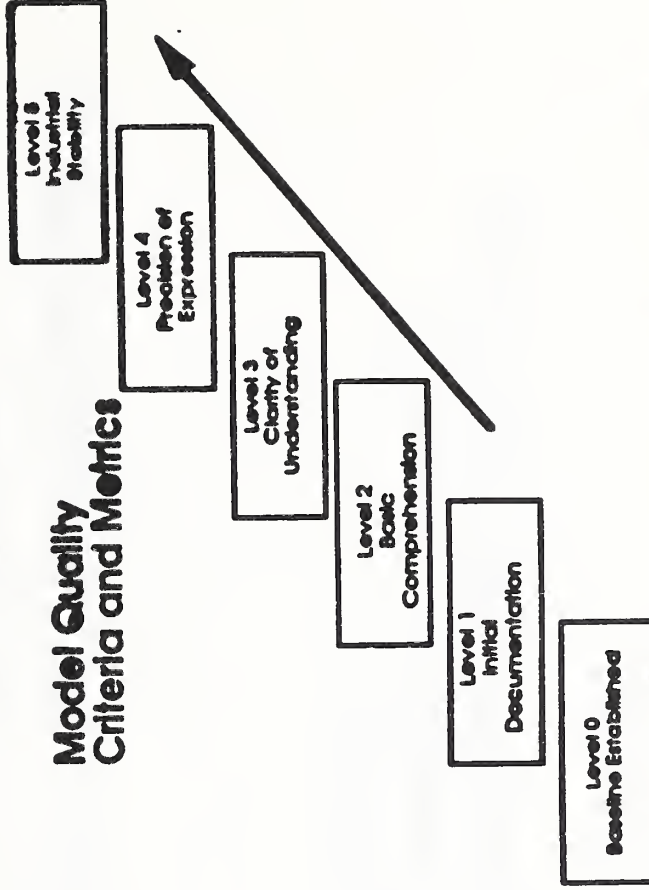 Model Quality
Criteria and Metrics
Level 5
Industrial
Stability
Level 4
Precision of
Expression
Level 3
Clarity of
Understanding
Level 2
Basic
Comprehension
Level 1
Initial
Documentation
Level 0
Baseline Established